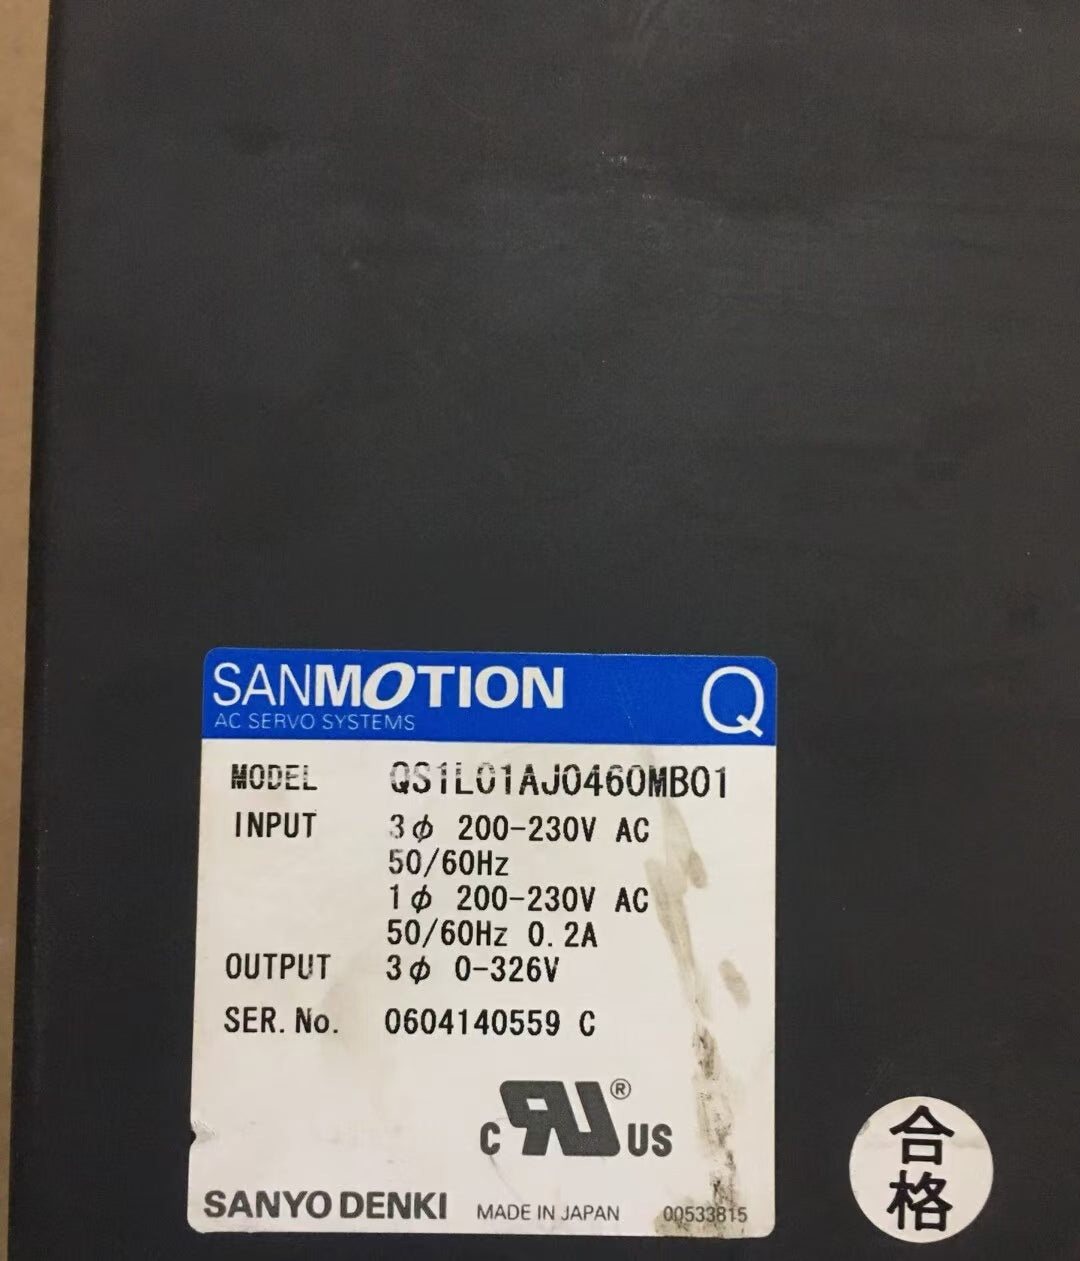 SANMOTION Q
AC SERVO SYSTEMS
MODEL QS1L01AJ0460MB01
INPUT 3ϕ 200-230V AC
50/60Hz
1ϕ 200-230V AC
50/60Hz 0.2A
OUTPUT 3ϕ 0-326V
SER.No. 0604140559 C
C RU ® US
SANYO DENKI MADE IN JAPAN 00533815
合
格